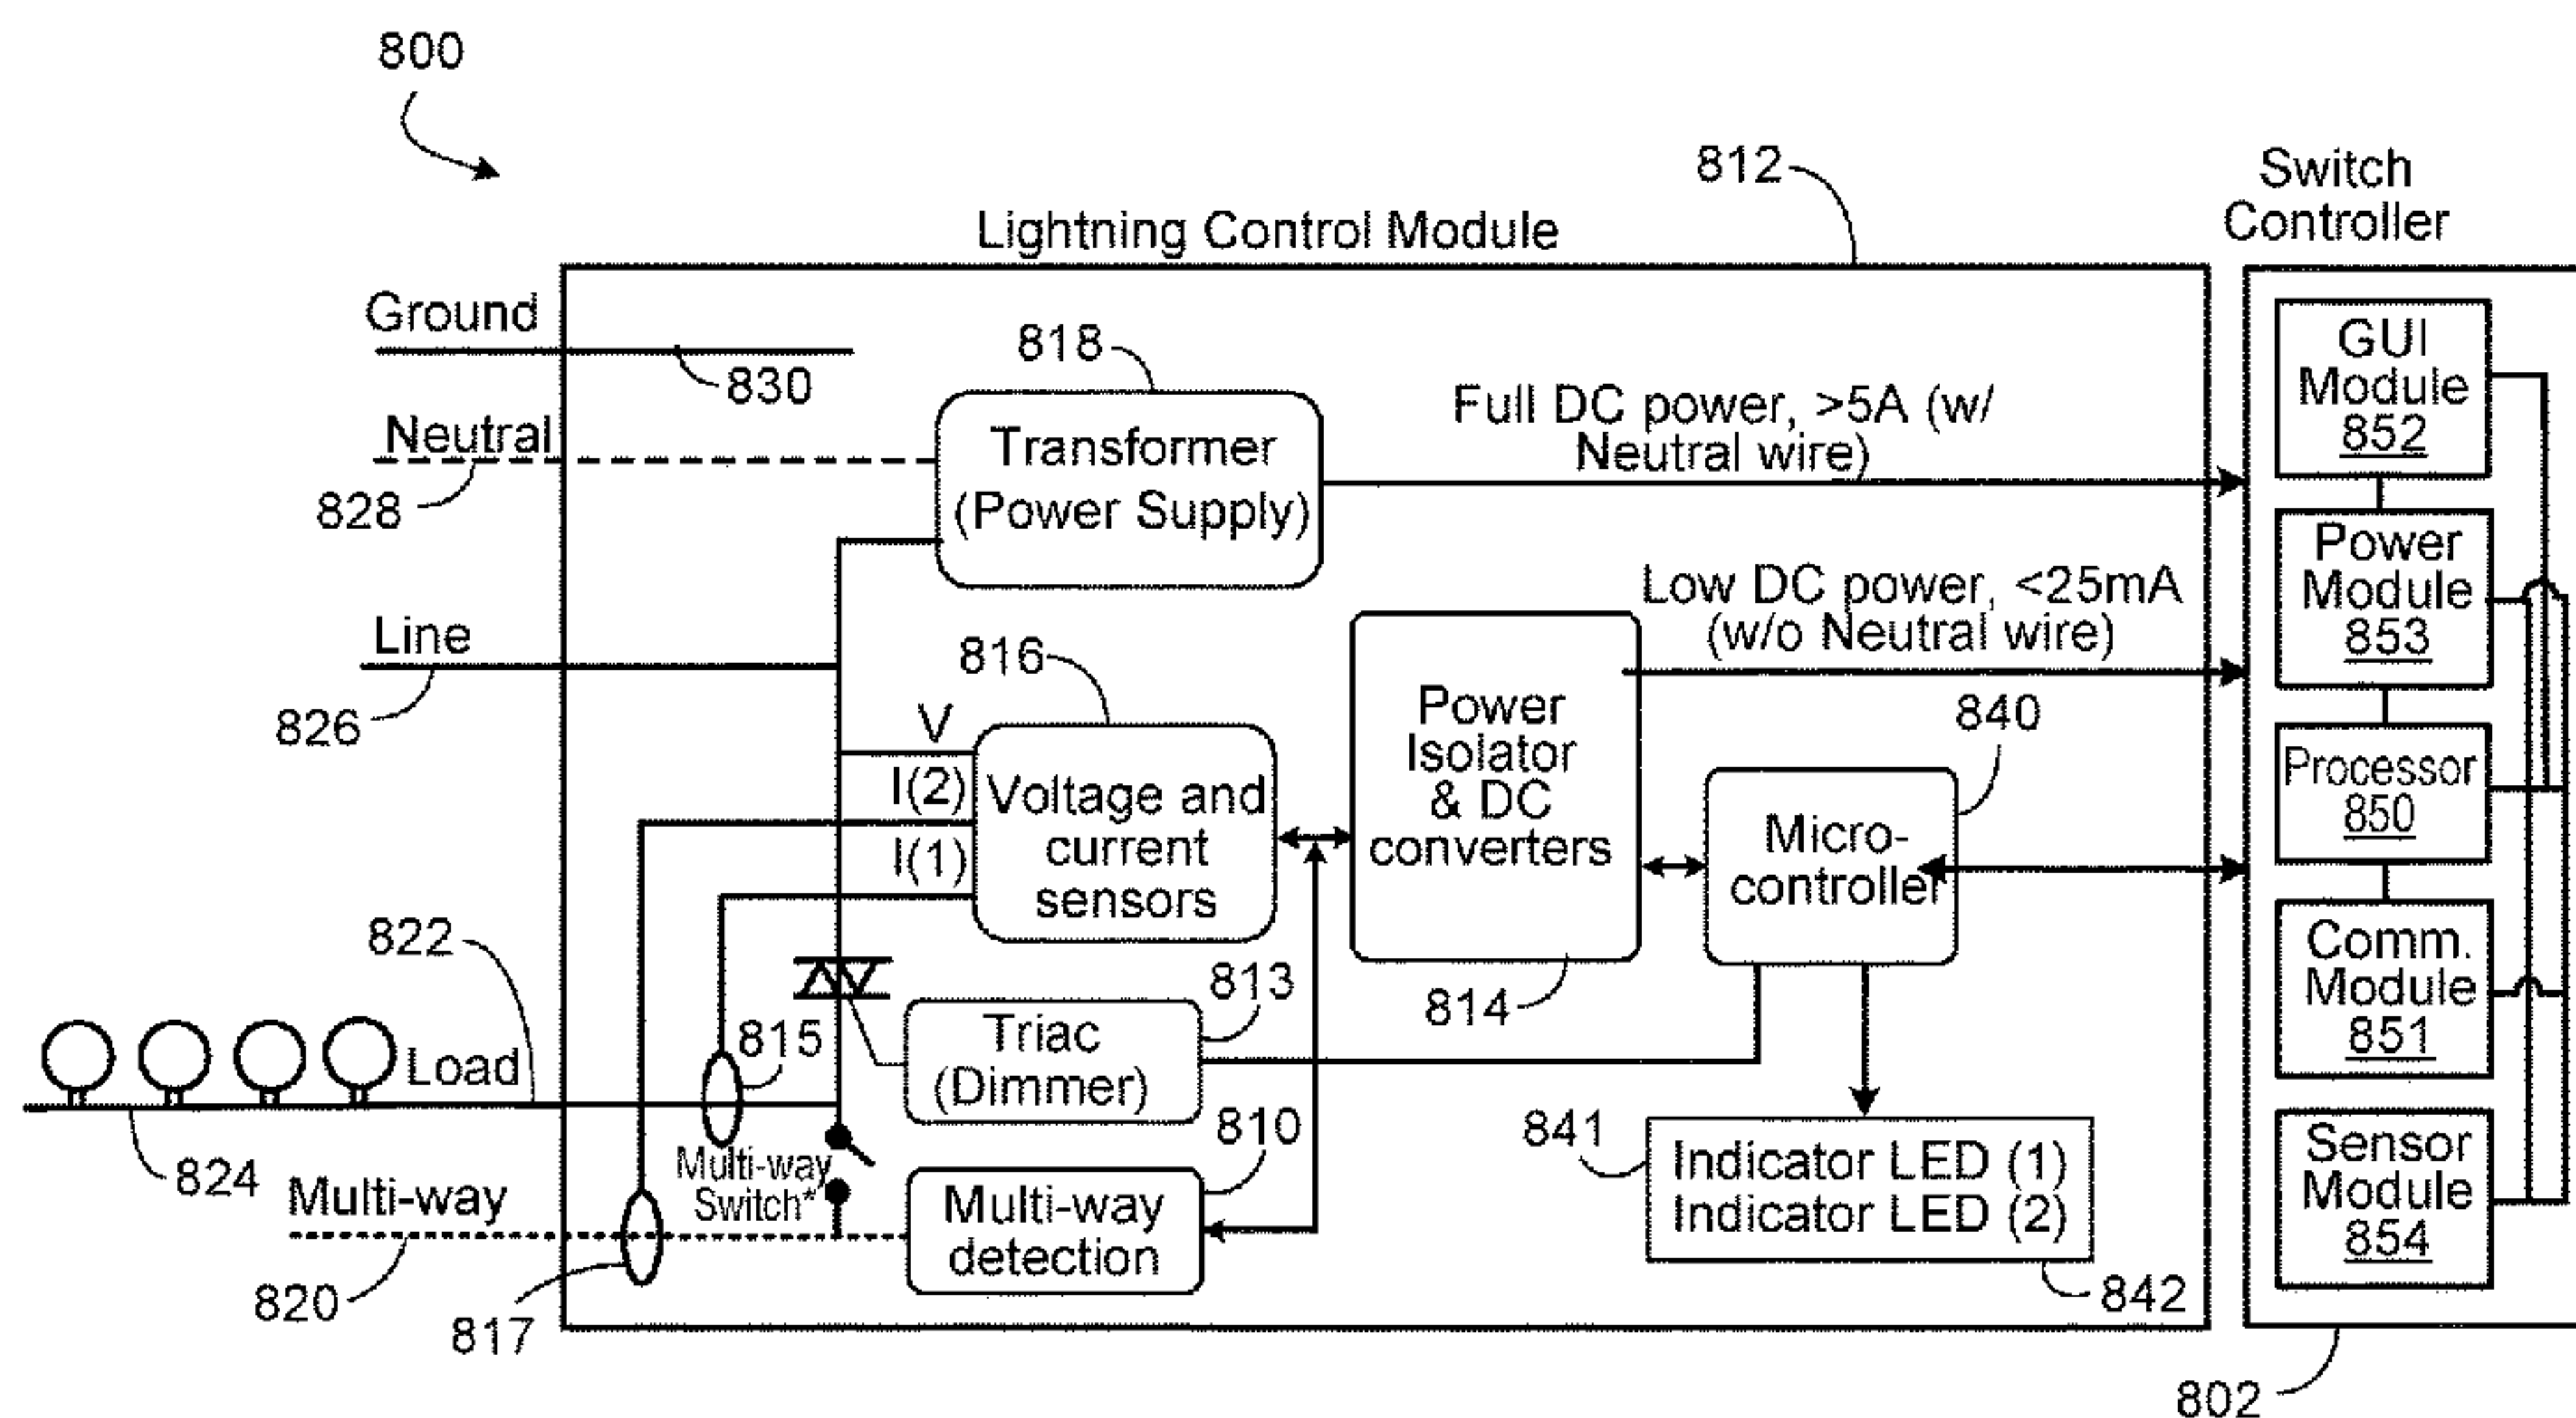 800
812
Switch
Controller
Lightning Control Module
Ground
830
818
Neutral
828
Transformer
(Power Supply)
Full DC power, >5A (w/
Neutral wire)
GUI
Module
852
Line
826
816
Low DC power, <25mA
(w/o Neutral wire)
Power
Module
853
V
I(2)
I(1)
Voltage and
current
sensors
Power
Isolator
& DC
converters
814
840
Micro-
controller
Processor
850
822
Load
824
815
813
Triac
(Dimmer)
Comm.
Module
851
Multi-way
820
817
Multi-way
Switch*
810
Multi-way
detection
841
Indicator LED (1)
Indicator LED (2)
842
Sensor
Module
854
802